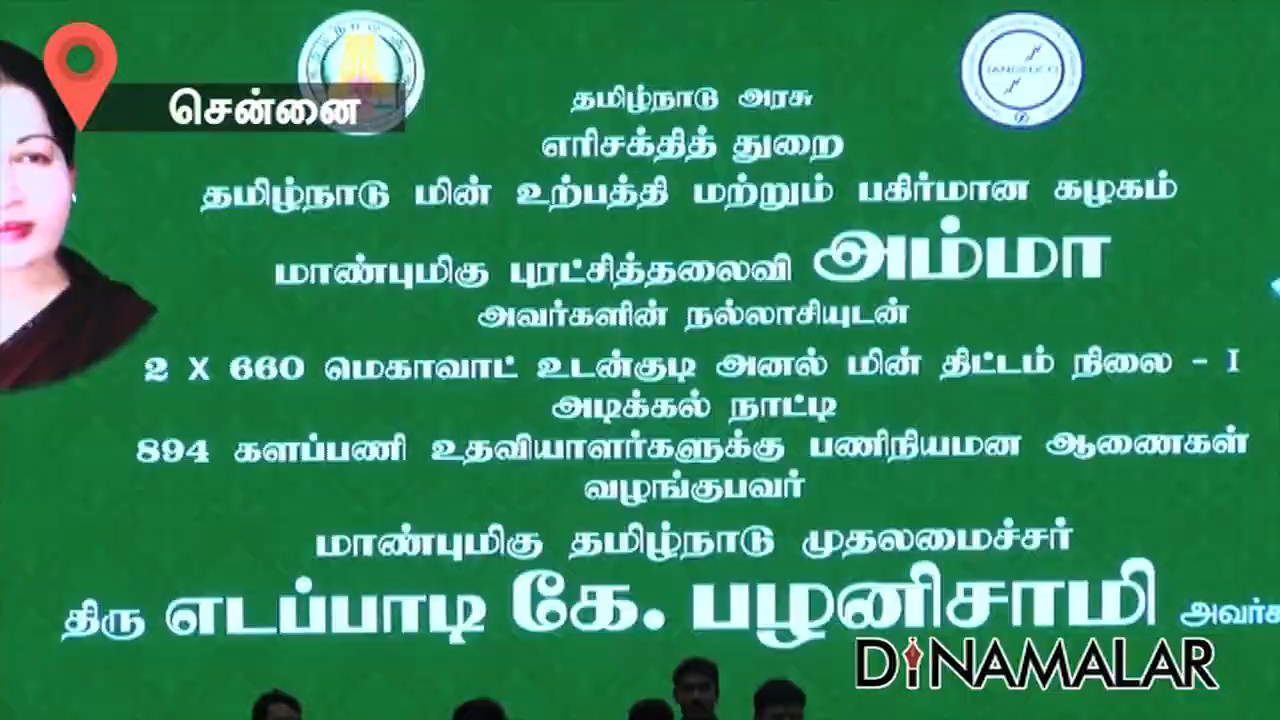 சென்னை
தமிழ்நாடு அரசு
எரிசக்தித் துறை
தமிழ்நாடு மின் உற்பத்தி மற்றும் பகிர்மான கழகம்
மாண்புமிகு புரட்சித்தலைவி அம்மா
அவர்களின் நல்லாசியுடன்
2 X 660 மெகாவாட் உடன்குடி அனல் மின் திட்டம் நிலை - I
அடிக்கல் நாட்டி
894 களப்பணி உதவியாளர்களுக்கு பணிநியமன ஆணைகள்
வழங்குபவர்
மாண்புமிகு தமிழ்நாடு முதலமைச்சர்
திரு எடப்பாடி கே. பழனிசாமி
DINAMALAR